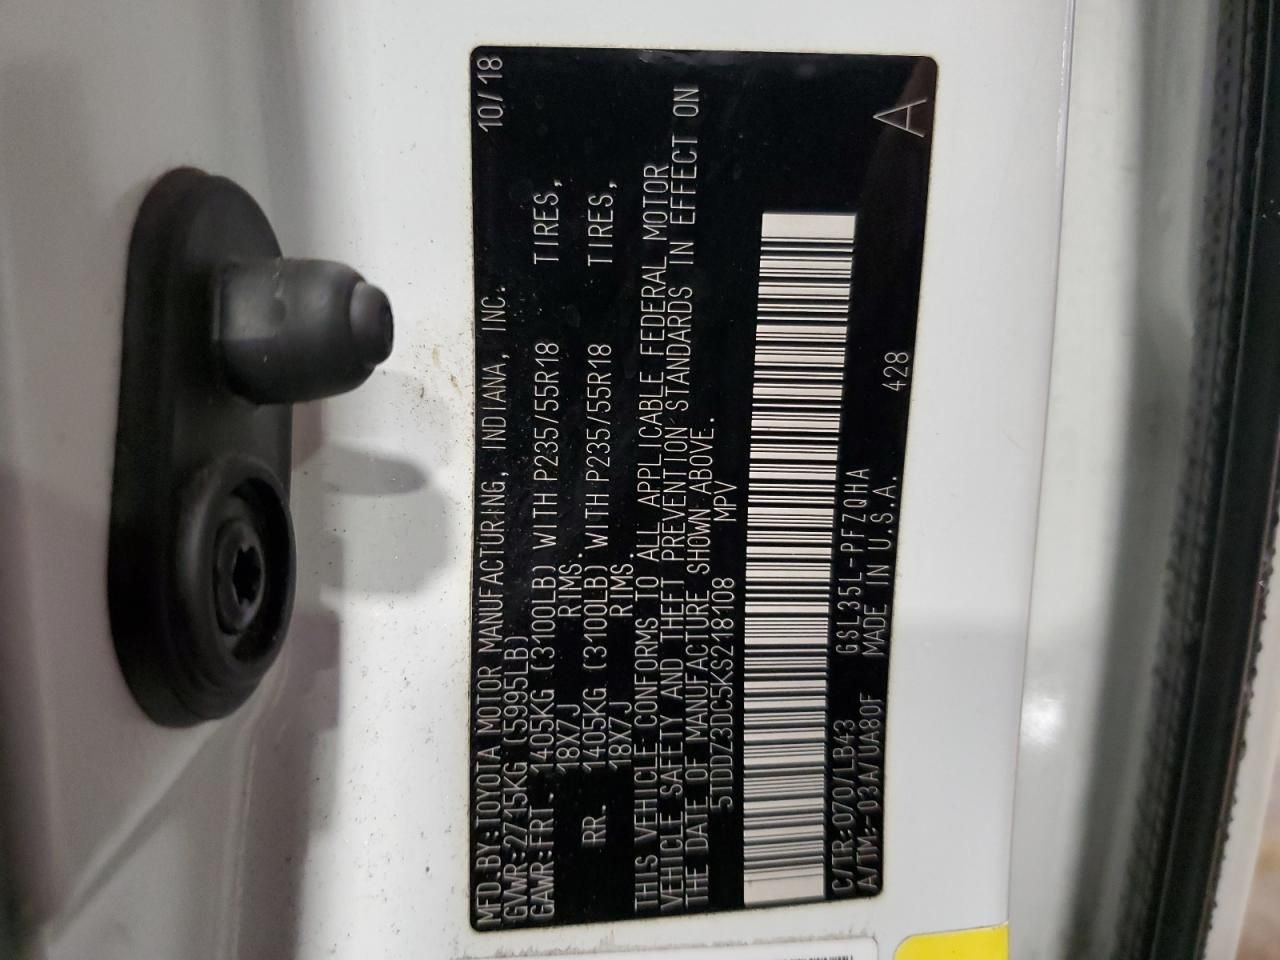 MFD.BY:TOYOTA MOTOR MANUFACTURING, INDIANA, INC. 10/18
GVWR:2715KG (5995LB)
GAWR:FRT. 1405KG (3100LB) WITH P235/55R18 TIRES,
18X7J RIMS.
RR. 1405KG (3100LB) WITH P235/55R18 TIRES,
18X7J RIMS.
THIS VEHICLE CONFORMS TO ALL APPLICABLE FEDERAL MOTOR
VEHICLE SAFETY AND THEFT PREVENTION STANDARDS IN EFFECT ON
THE DATE OF MANUFACTURE SHOWN ABOVE.
5TDDZ3DC5KS218108 MPV
C/TR:070/LB43 GSL35L-PFZQHA
A/TM:03A/UA80F MADE IN U.S.A. 428 A